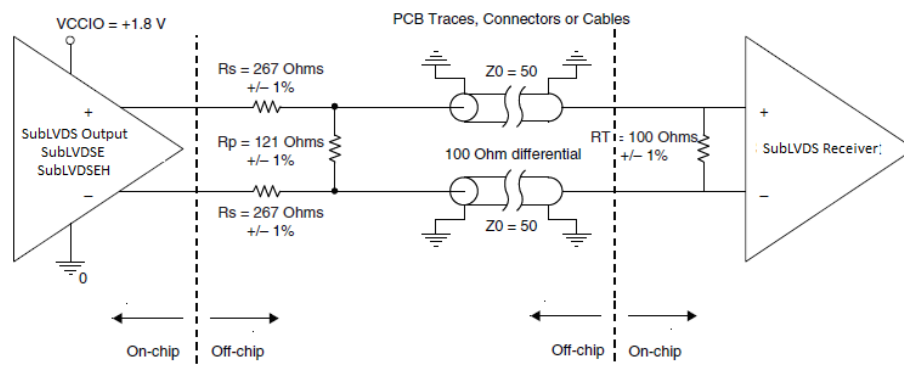 VCCIO = +1.8 V
PCB Traces, Connectors or Cables
Rs = 267 Ohms
+/– 1%
Z0 = 50
+
SubLVDS Output
SubLVDSE
SubLVDSEH
–
Rp = 121 Ohms
+/– 1%
100 Ohm differential
RT = 100 Ohms
+/– 1%
+
SubLVDS Receiver
–
Rs = 267 Ohms
+/– 1%
Z0 = 50
0
On-chip
Off-chip
Off-chip
On-chip